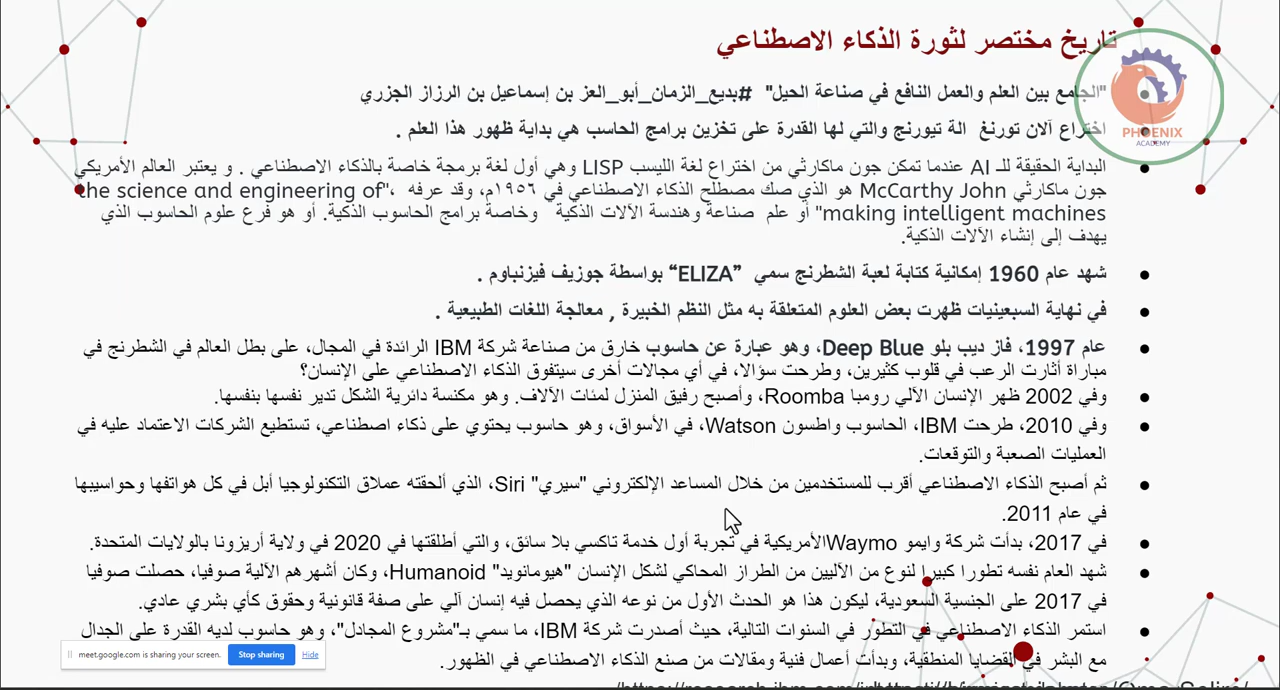 تاريخ مختصر لثورة الذكاء الاصطناعي
"الجامع بين العلم والعمل النافع في صناعة الحيل" #بديع_الزمان_أبو_العز بن إسماعيل بن الرزاز الجزري
اختراع آلان تورنغ الة تيورنج والتي لها القدرة على تخزين برامج الحاسب هي بداية ظهور هذا العلم .
PHOENIX
ACADEMY
البداية الحقيقة للـ AI عندما تمكن جون ماكارثي من اختراع لغة الليسب LISP وهي أول لغة برمجة خاصة بالذكاء الاصطناعي . و يعتبر العالم الأمريكي
جون ماكارثي McCarthy John هو الذي صك مصطلح الذكاء الاصطناعي في ١٩٥٦م، وقد عرفه ،"the science and engineering of
making intelligent machines" أو علم صناعة وهندسة الآلات الذكية وخاصة برامج الحاسوب الذكية. أو هو فرع علوم الحاسوب الذي
يهدف إلى إنشاء الآلات الذكية.
شهد عام 1960 إمكانية كتابة لعبة الشطرنج سمي “ELIZA” بواسطة جوزيف فيزنباوم .
في نهاية السبعينيات ظهرت بعض العلوم المتعلقة به مثل النظم الخبيرة , معالجة اللغات الطبيعية .
عام 1997، فاز ديب بلو Deep Blue، وهو عبارة عن حاسوب خارق من صناعة شركة IBM الرائدة في المجال، على بطل العالم في الشطرنج في
مباراة أثارت الرعب في قلوب كثيرين، وطرحت سؤالا، في أي مجالات أخرى سيتفوق الذكاء الاصطناعي على الإنسان؟
وفي 2002 ظهر الإنسان الآلي رومبا Roomba، وأصبح رفيق المنزل لمئات الآلاف. وهو مكنسة دائرية الشكل تدير نفسها بنفسها.
وفي 2010، طرحت IBM، الحاسوب واطسون Watson، في الأسواق، وهو حاسوب يحتوي على ذكاء اصطناعي، تستطيع الشركات الاعتماد عليه في
العمليات الصعبة والتوقعات.
ثم أصبح الذكاء الاصطناعي أقرب للمستخدمين من خلال المساعد الإلكتروني "سيري" Siri، الذي ألحقته عملاق التكنولوجيا أبل في كل هواتفها وحواسيبها
في عام 2011.
في 2017، بدأت شركة وايمو Waymoالأمريكية في تجربة أول خدمة تاكسي بلا سائق، والتي أطلقتها في 2020 في ولاية أريزونا بالولايات المتحدة.
شهد العام نفسه تطورا كبيرا لنوع من الآليين من الطراز المحاكي لشكل الإنسان "هيومانويد" Humanoid، وكان أشهرهم الآلية صوفيا، حصلت صوفيا
في 2017 على الجنسية السعودية، ليكون هذا هو الحدث الأول من نوعه الذي يحصل فيه إنسان آلي على صفة قانونية وحقوق كأي بشري عادي.
استمر الذكاء الاصطناعي في التطور في السنوات التالية، حيث أصدرت شركة IBM، ما سمي بـ"مشروع المجادل"، وهو حاسوب لديه القدرة على الجدال
مع البشر في القضايا المنطقية، وبدأت أعمال فنية ومقالات من صنع الذكاء الاصطناعي في الظهور.
meet.google.com is sharing your screen. Stop sharing Hide